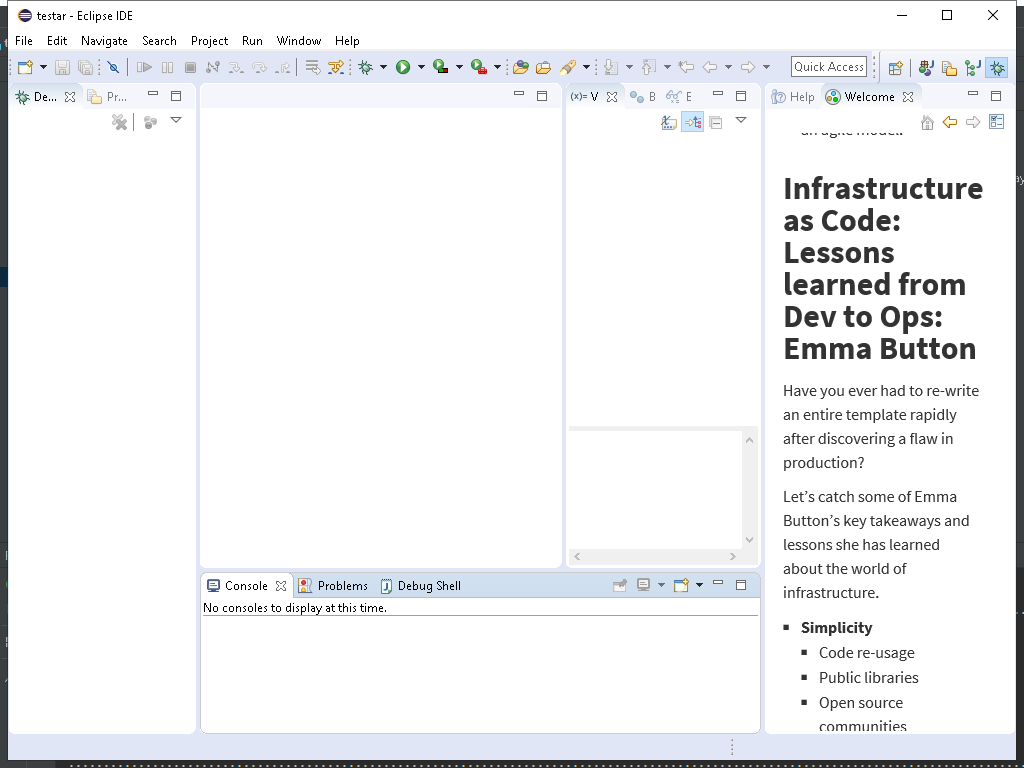 testar - Eclipse IDE
File Edit Navigate Search Project Run Window Help
Quick Access
De... Pr... (x)= V B E Help Welcome
an agile model.
Infrastructure
as Code:
Lessons
learned from
Dev to Ops:
Emma Button
Have you ever had to re-write
an entire template rapidly
after discovering a flaw in
production?
Let’s catch some of Emma
Button’s key takeaways and
lessons she has learned
about the world of
infrastructure.
▪ Simplicity
▪ Code re-usage
▪ Public libraries
▪ Open source
communities
Console Problems Debug Shell
No consoles to display at this time.